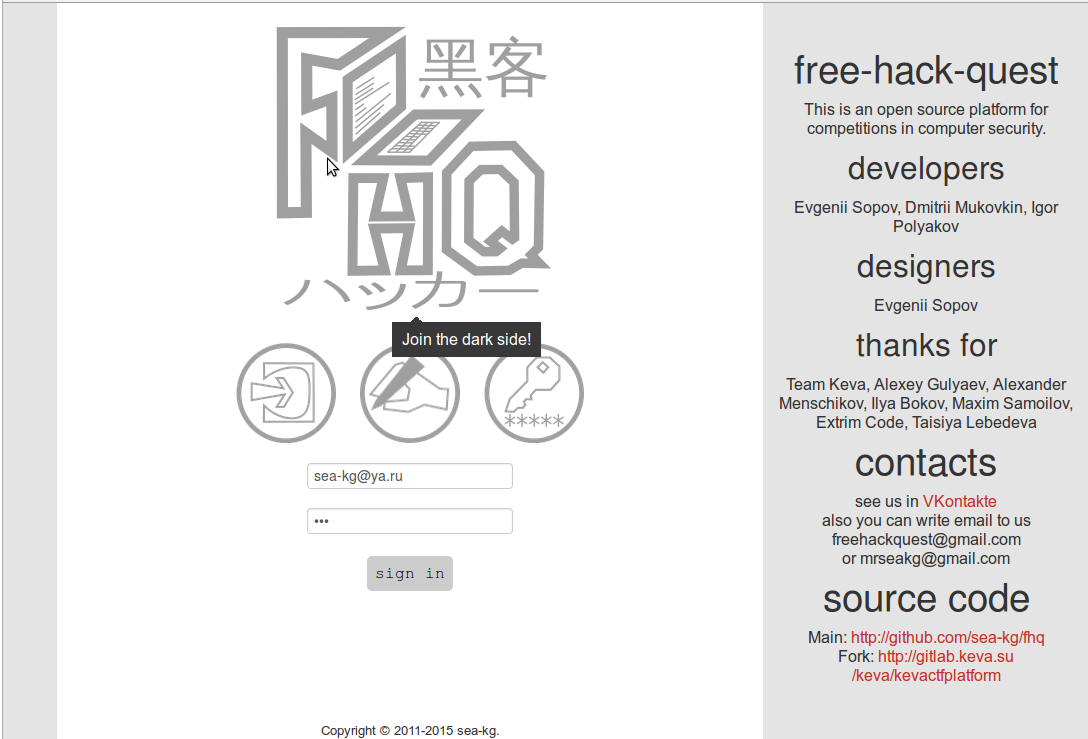 黑客
FHQ
ハッカー
Join the dark side!
*****
sea-kg@ya.ru
•••
sign in
Copyright © 2011-2015 sea-kg.
free-hack-quest
This is an open source platform for
competitions in computer security.
developers
Evgenii Sopov, Dmitrii Mukovkin, Igor
Polyakov
designers
Evgenii Sopov
thanks for
Team Keva, Alexey Gulyaev, Alexander
Menschikov, Ilya Bokov, Maxim Samoilov,
Extrim Code, Taisiya Lebedeva
contacts
see us in VKontakte
also you can write email to us
freehackquest@gmail.com
or mrseakg@gmail.com
source code
Main: http://github.com/sea-kg/fhq
Fork: http://gitlab.keva.su
/keva/kevactfplatform